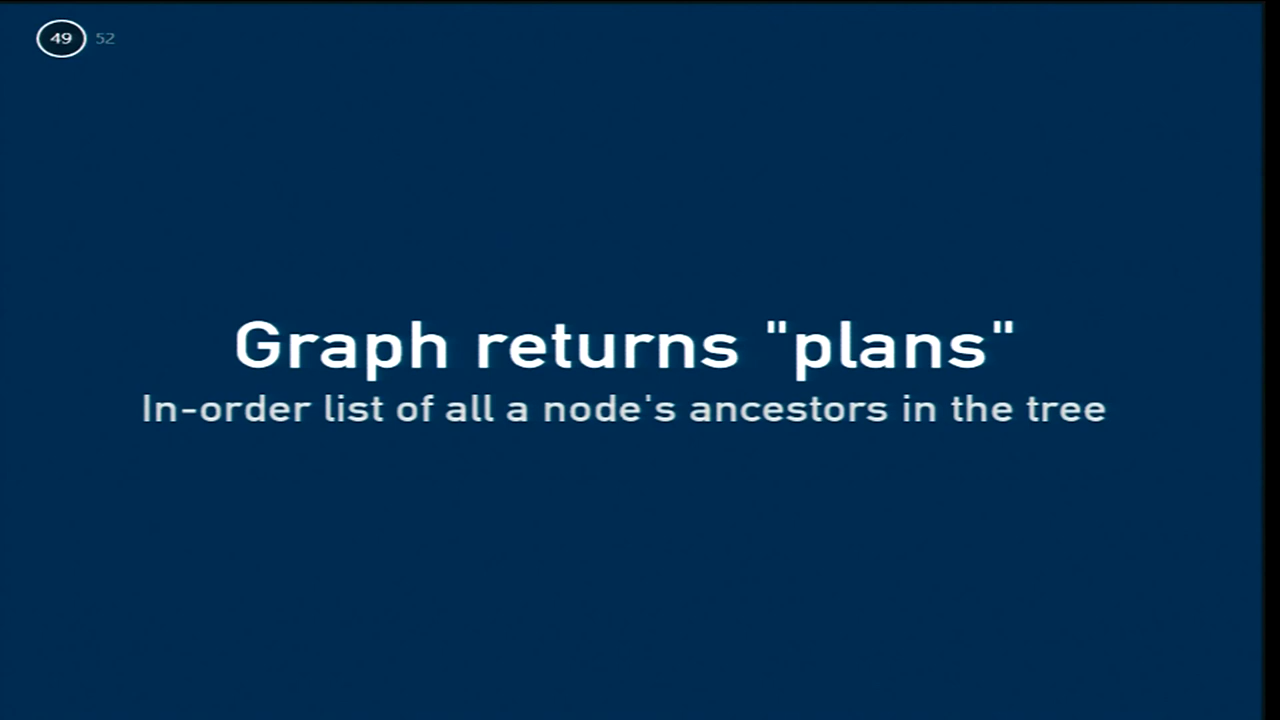 49 52
Graph returns "plans"
In-order list of all a node's ancestors in the tree